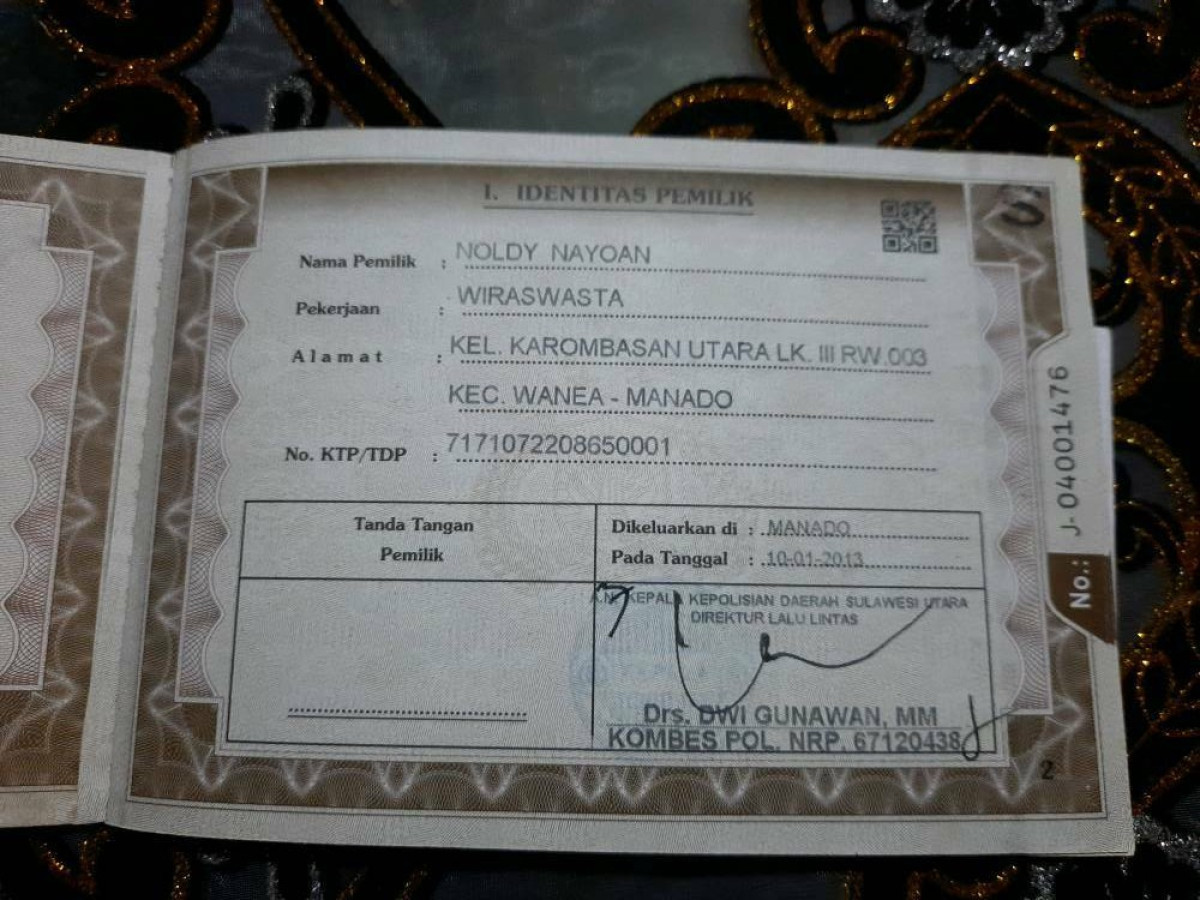 I. IDENTITAS PEMILIK
Nama Pemilik : NOLDY NAYOAN
Pekerjaan : WIRASWASTA
Alamat : KEL. KAROMBASAN UTARA LK. III RW.003
KEC. WANEA - MANADO
No. KTP/TDP : 7171072208650001
Tanda Tangan
Pemilik
Dikeluarkan di : MANADO
Pada Tanggal : 10-01-2013
A.N. KEPALA KEPOLISIAN DAERAH SULAWESI UTARA
DIREKTUR LALU LINTAS
Drs. DWI GUNAWAN, MM
KOMBES POL. NRP. 67120438
No.: J- 04001476
2